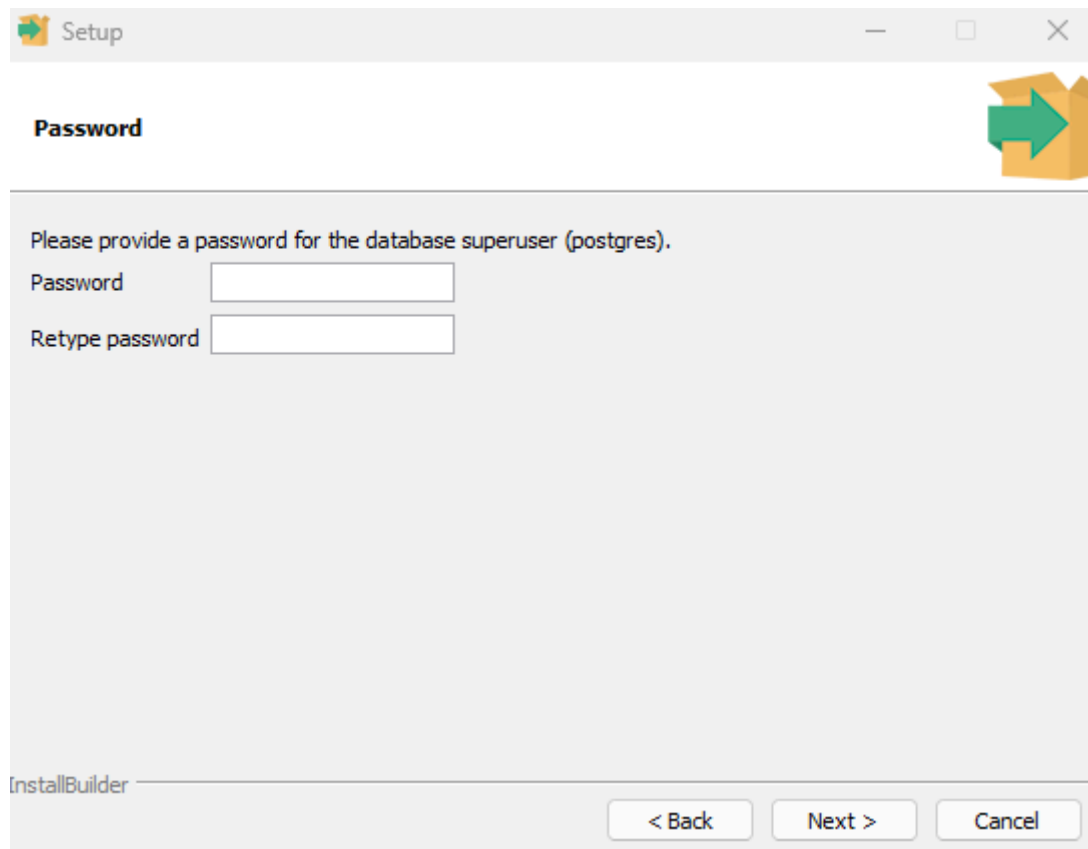 Setup
Password
Please provide a password for the database superuser (postgres).
Password
Retype password
InstallBuilder
< Back
Next >
Cancel